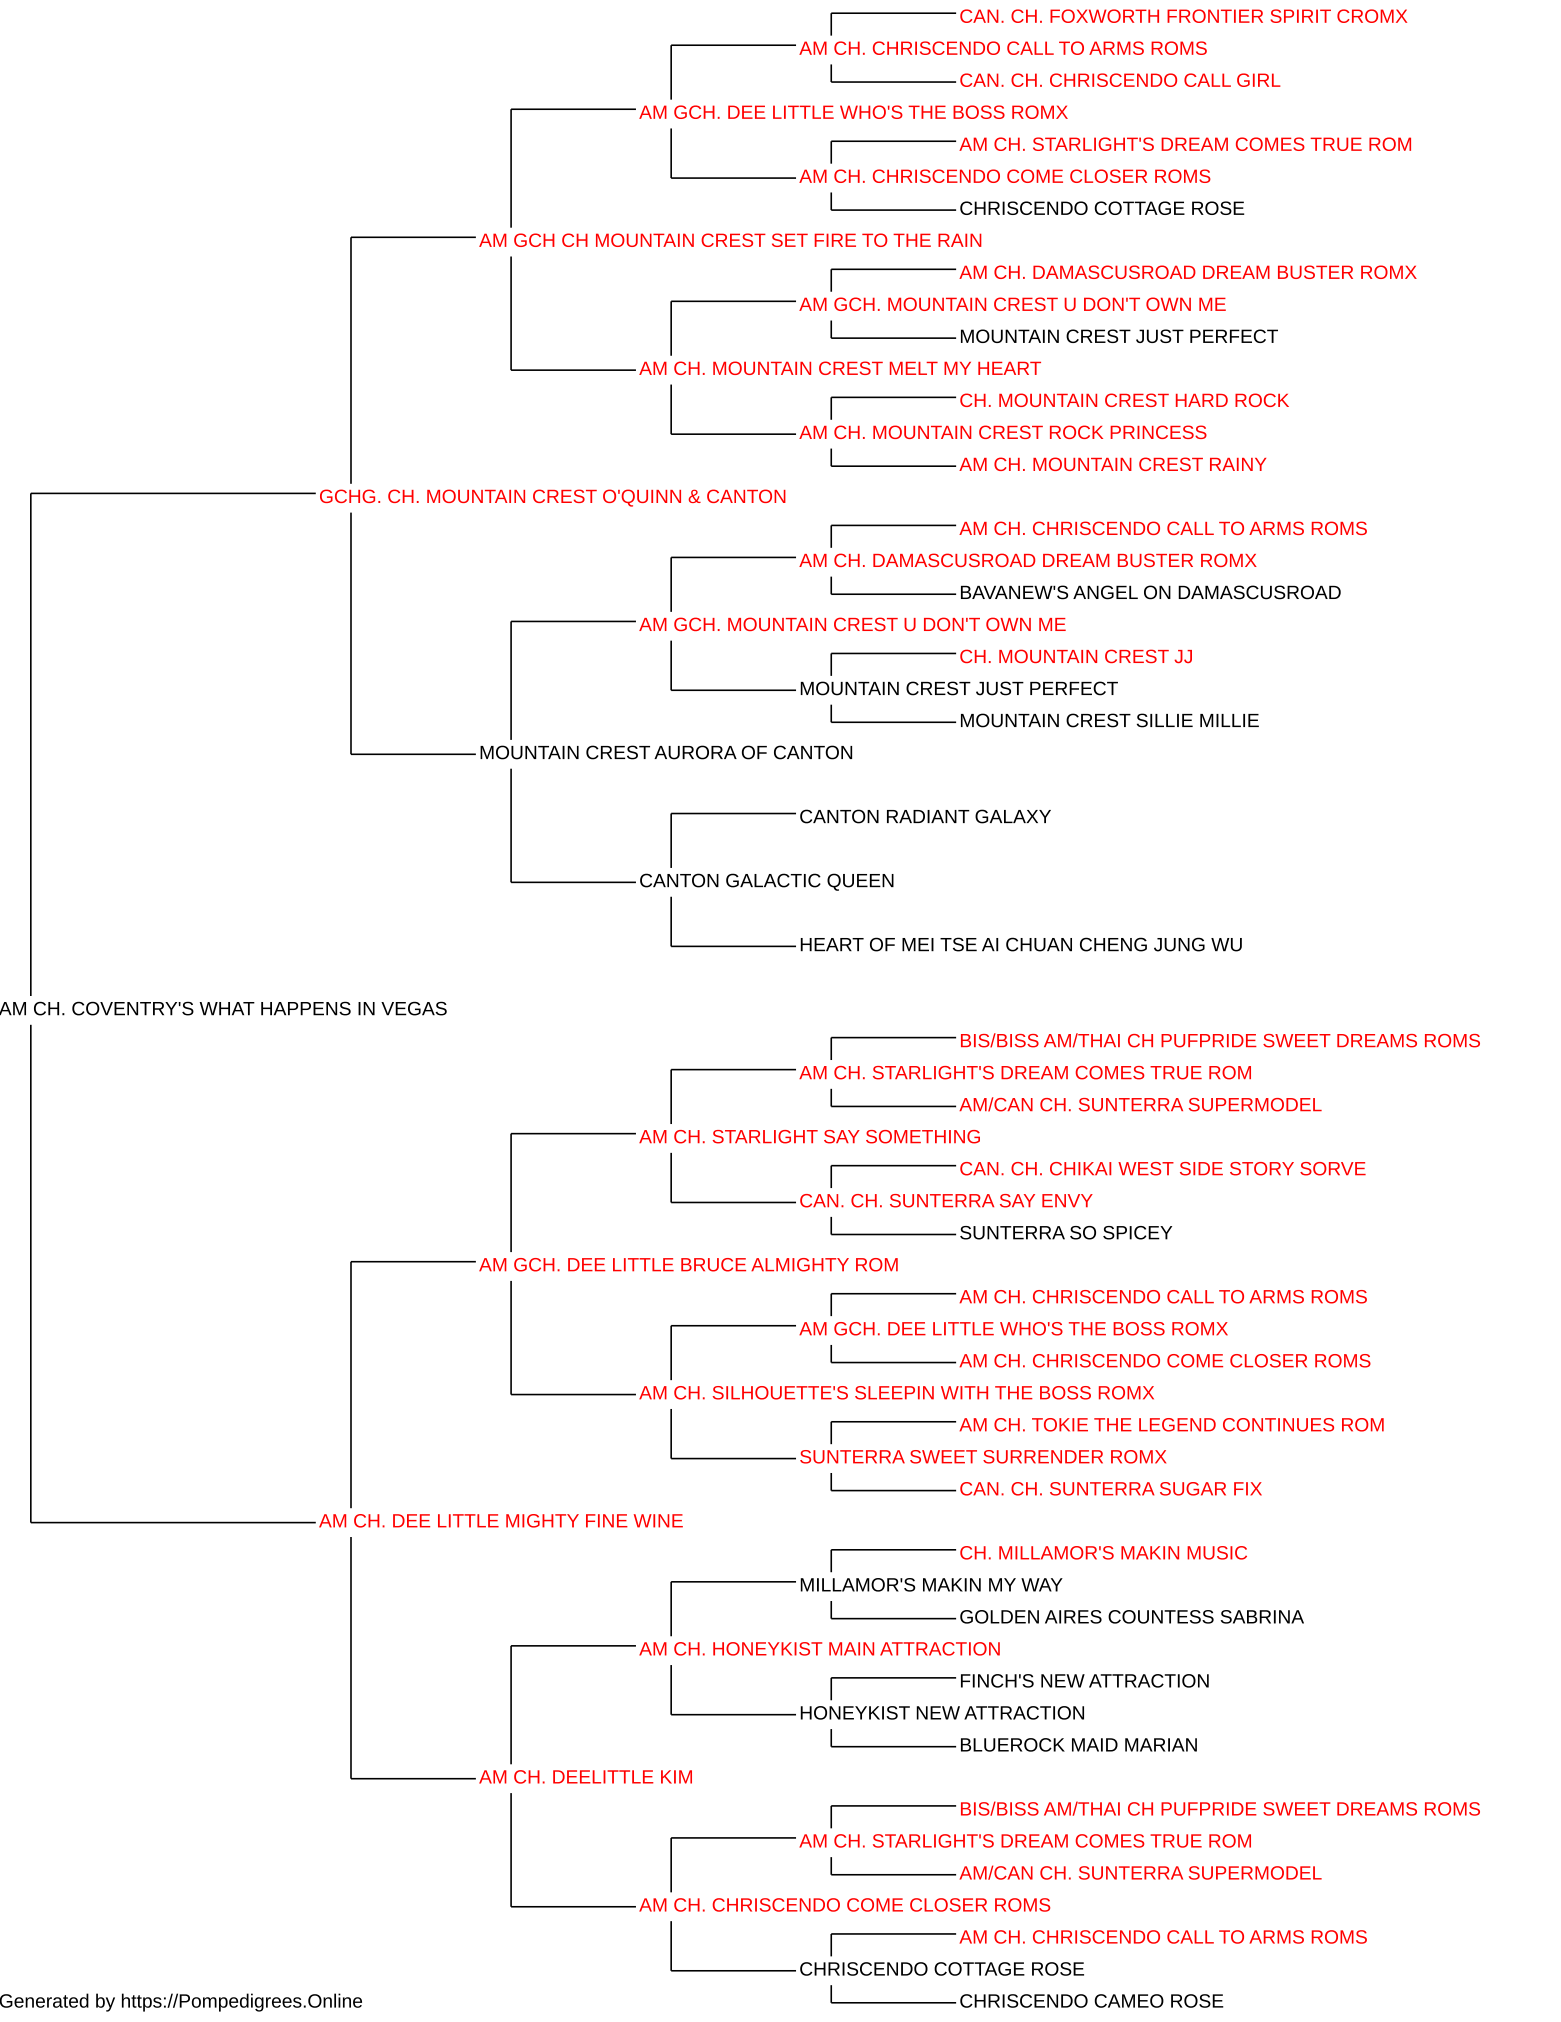 CAN. CH. FOXWORTH FRONTIER SPIRIT CROMX
AM CH. CHRISCENDO CALL TO ARMS ROMS
CAN. CH. CHRISCENDO CALL GIRL
AM GCH. DEE LITTLE WHO'S THE BOSS ROMX
AM CH. STARLIGHT'S DREAM COMES TRUE ROM
AM CH. CHRISCENDO COME CLOSER ROMS
CHRISCENDO COTTAGE ROSE
AM GCH CH MOUNTAIN CREST SET FIRE TO THE RAIN
AM CH. DAMASCUSROAD DREAM BUSTER ROMX
AM GCH. MOUNTAIN CREST U DON'T OWN ME
MOUNTAIN CREST JUST PERFECT
AM CH. MOUNTAIN CREST MELT MY HEART
CH. MOUNTAIN CREST HARD ROCK
AM CH. MOUNTAIN CREST ROCK PRINCESS
AM CH. MOUNTAIN CREST RAINY
GCHG. CH. MOUNTAIN CREST O'QUINN & CANTON
AM CH. CHRISCENDO CALL TO ARMS ROMS
AM CH. DAMASCUSROAD DREAM BUSTER ROMX
BAVANEW'S ANGEL ON DAMASCUSROAD
AM GCH. MOUNTAIN CREST U DON'T OWN ME
CH. MOUNTAIN CREST JJ
MOUNTAIN CREST JUST PERFECT
MOUNTAIN CREST SILLIE MILLIE
MOUNTAIN CREST AURORA OF CANTON
CANTON RADIANT GALAXY
CANTON GALACTIC QUEEN
HEART OF MEI TSE AI CHUAN CHENG JUNG WU
AM CH. COVENTRY'S WHAT HAPPENS IN VEGAS
BIS/BISS AM/THAI CH PUFPRIDE SWEET DREAMS ROMS
AM CH. STARLIGHT'S DREAM COMES TRUE ROM
AM/CAN CH. SUNTERRA SUPERMODEL
AM CH. STARLIGHT SAY SOMETHING
CAN. CH. CHIKAI WEST SIDE STORY SORVE
CAN. CH. SUNTERRA SAY ENVY
SUNTERRA SO SPICEY
AM GCH. DEE LITTLE BRUCE ALMIGHTY ROM
AM CH. CHRISCENDO CALL TO ARMS ROMS
AM GCH. DEE LITTLE WHO'S THE BOSS ROMX
AM CH. CHRISCENDO COME CLOSER ROMS
AM CH. SILHOUETTE'S SLEEPIN WITH THE BOSS ROMX
AM CH. TOKIE THE LEGEND CONTINUES ROM
SUNTERRA SWEET SURRENDER ROMX
CAN. CH. SUNTERRA SUGAR FIX
AM CH. DEE LITTLE MIGHTY FINE WINE
CH. MILLAMOR'S MAKIN MUSIC
MILLAMOR'S MAKIN MY WAY
GOLDEN AIRES COUNTESS SABRINA
AM CH. HONEYKIST MAIN ATTRACTION
FINCH'S NEW ATTRACTION
HONEYKIST NEW ATTRACTION
BLUEROCK MAID MARIAN
AM CH. DEELITTLE KIM
BIS/BISS AM/THAI CH PUFPRIDE SWEET DREAMS ROMS
AM CH. STARLIGHT'S DREAM COMES TRUE ROM
AM/CAN CH. SUNTERRA SUPERMODEL
AM CH. CHRISCENDO COME CLOSER ROMS
AM CH. CHRISCENDO CALL TO ARMS ROMS
CHRISCENDO COTTAGE ROSE
CHRISCENDO CAMEO ROSE
Generated by https://Pompedigrees.Online